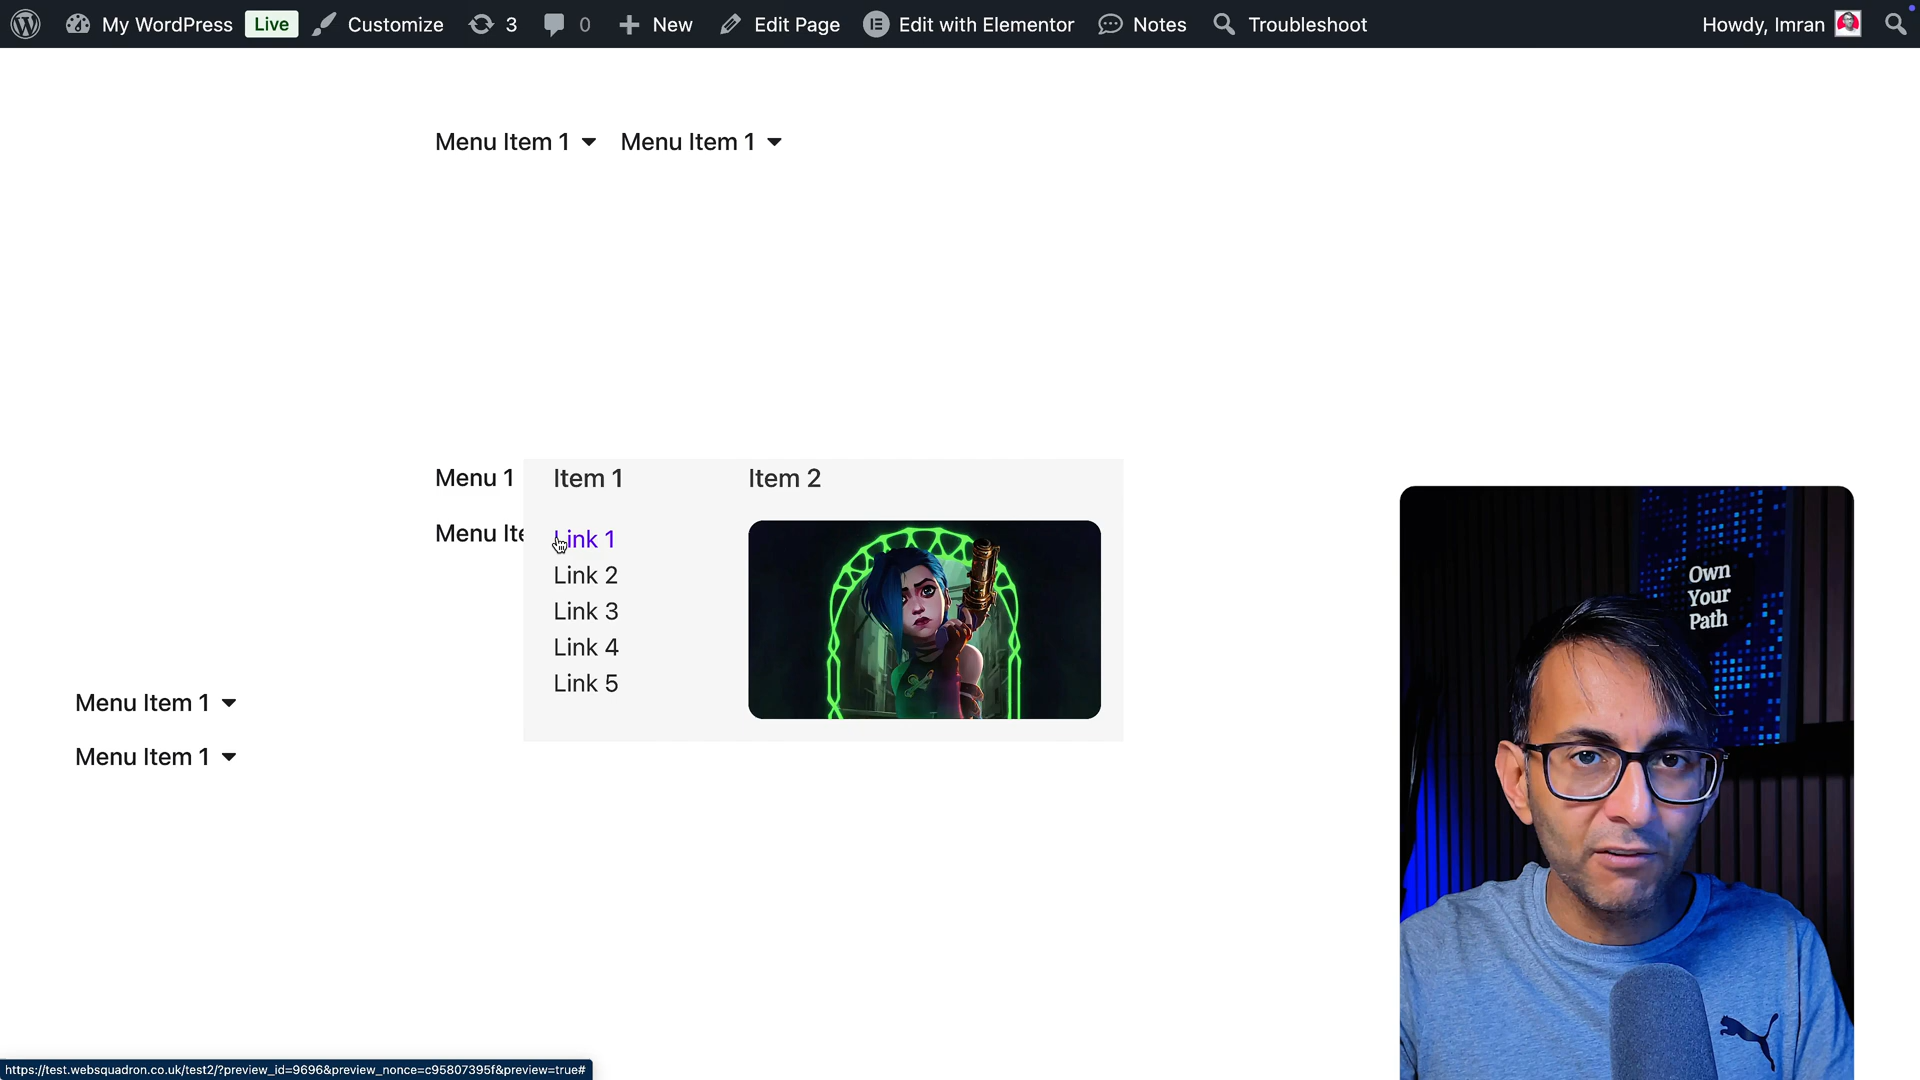 My WordPress Live Customize 3 0 New Edit Page Edit with Elementor Notes Troubleshoot Howdy, Imran
Menu Item 1 Menu Item 1
Menu 1 Item 1 Item 2
Menu Ite Link 1
Link 2
Link 3
Link 4
Link 5
Own
Your
Path
Menu Item 1
Menu Item 1
https://test.websquadron.co.uk/test2/?preview_id=9696&preview_nonce=c95807395f&preview=true#